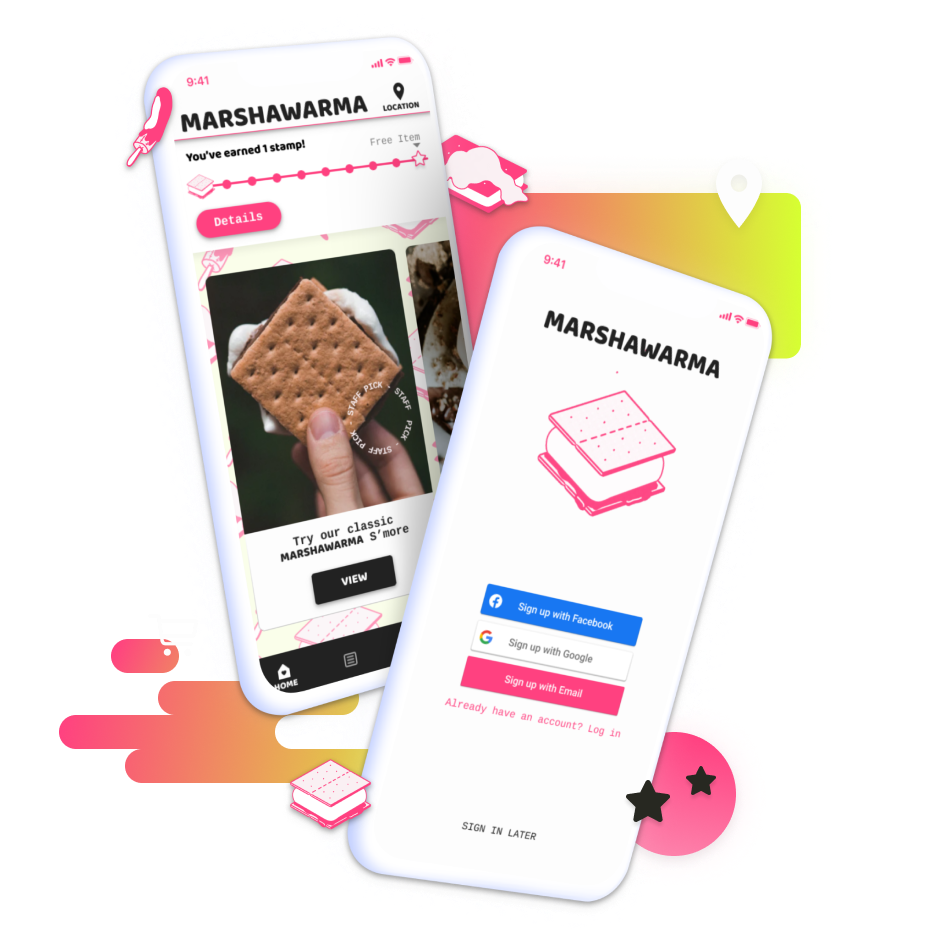 9:41
MARSHAWARMA
LOCATION
You've earned 1 stamp!
Free Item
Details
STAFF PICK - STAFF PICK - STAFF PICK
Try our classic
MARSHAWARMA S'more
VIEW
HOME
9:41
MARSHAWARMA
Sign up with Facebook
Sign up with Google
Sign up with Email
Already have an account? Log in
SIGN IN LATER